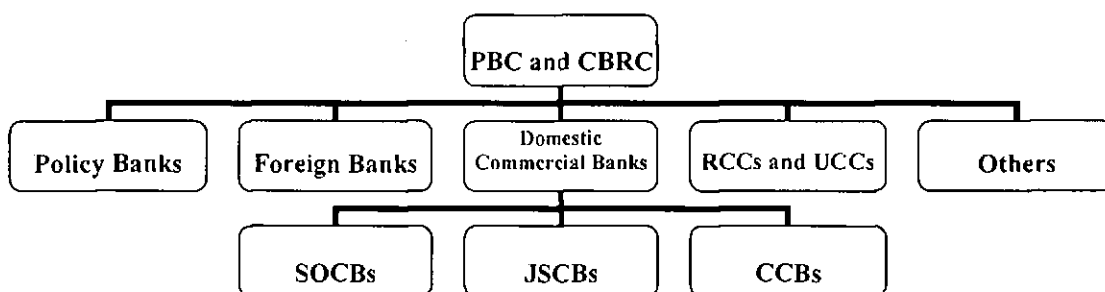 PBC and CBRC
Policy Banks
Foreign Banks
Domestic
Commercial Banks
RCCs and UCCs
Others
SOCBs
JSCBs
CCBs